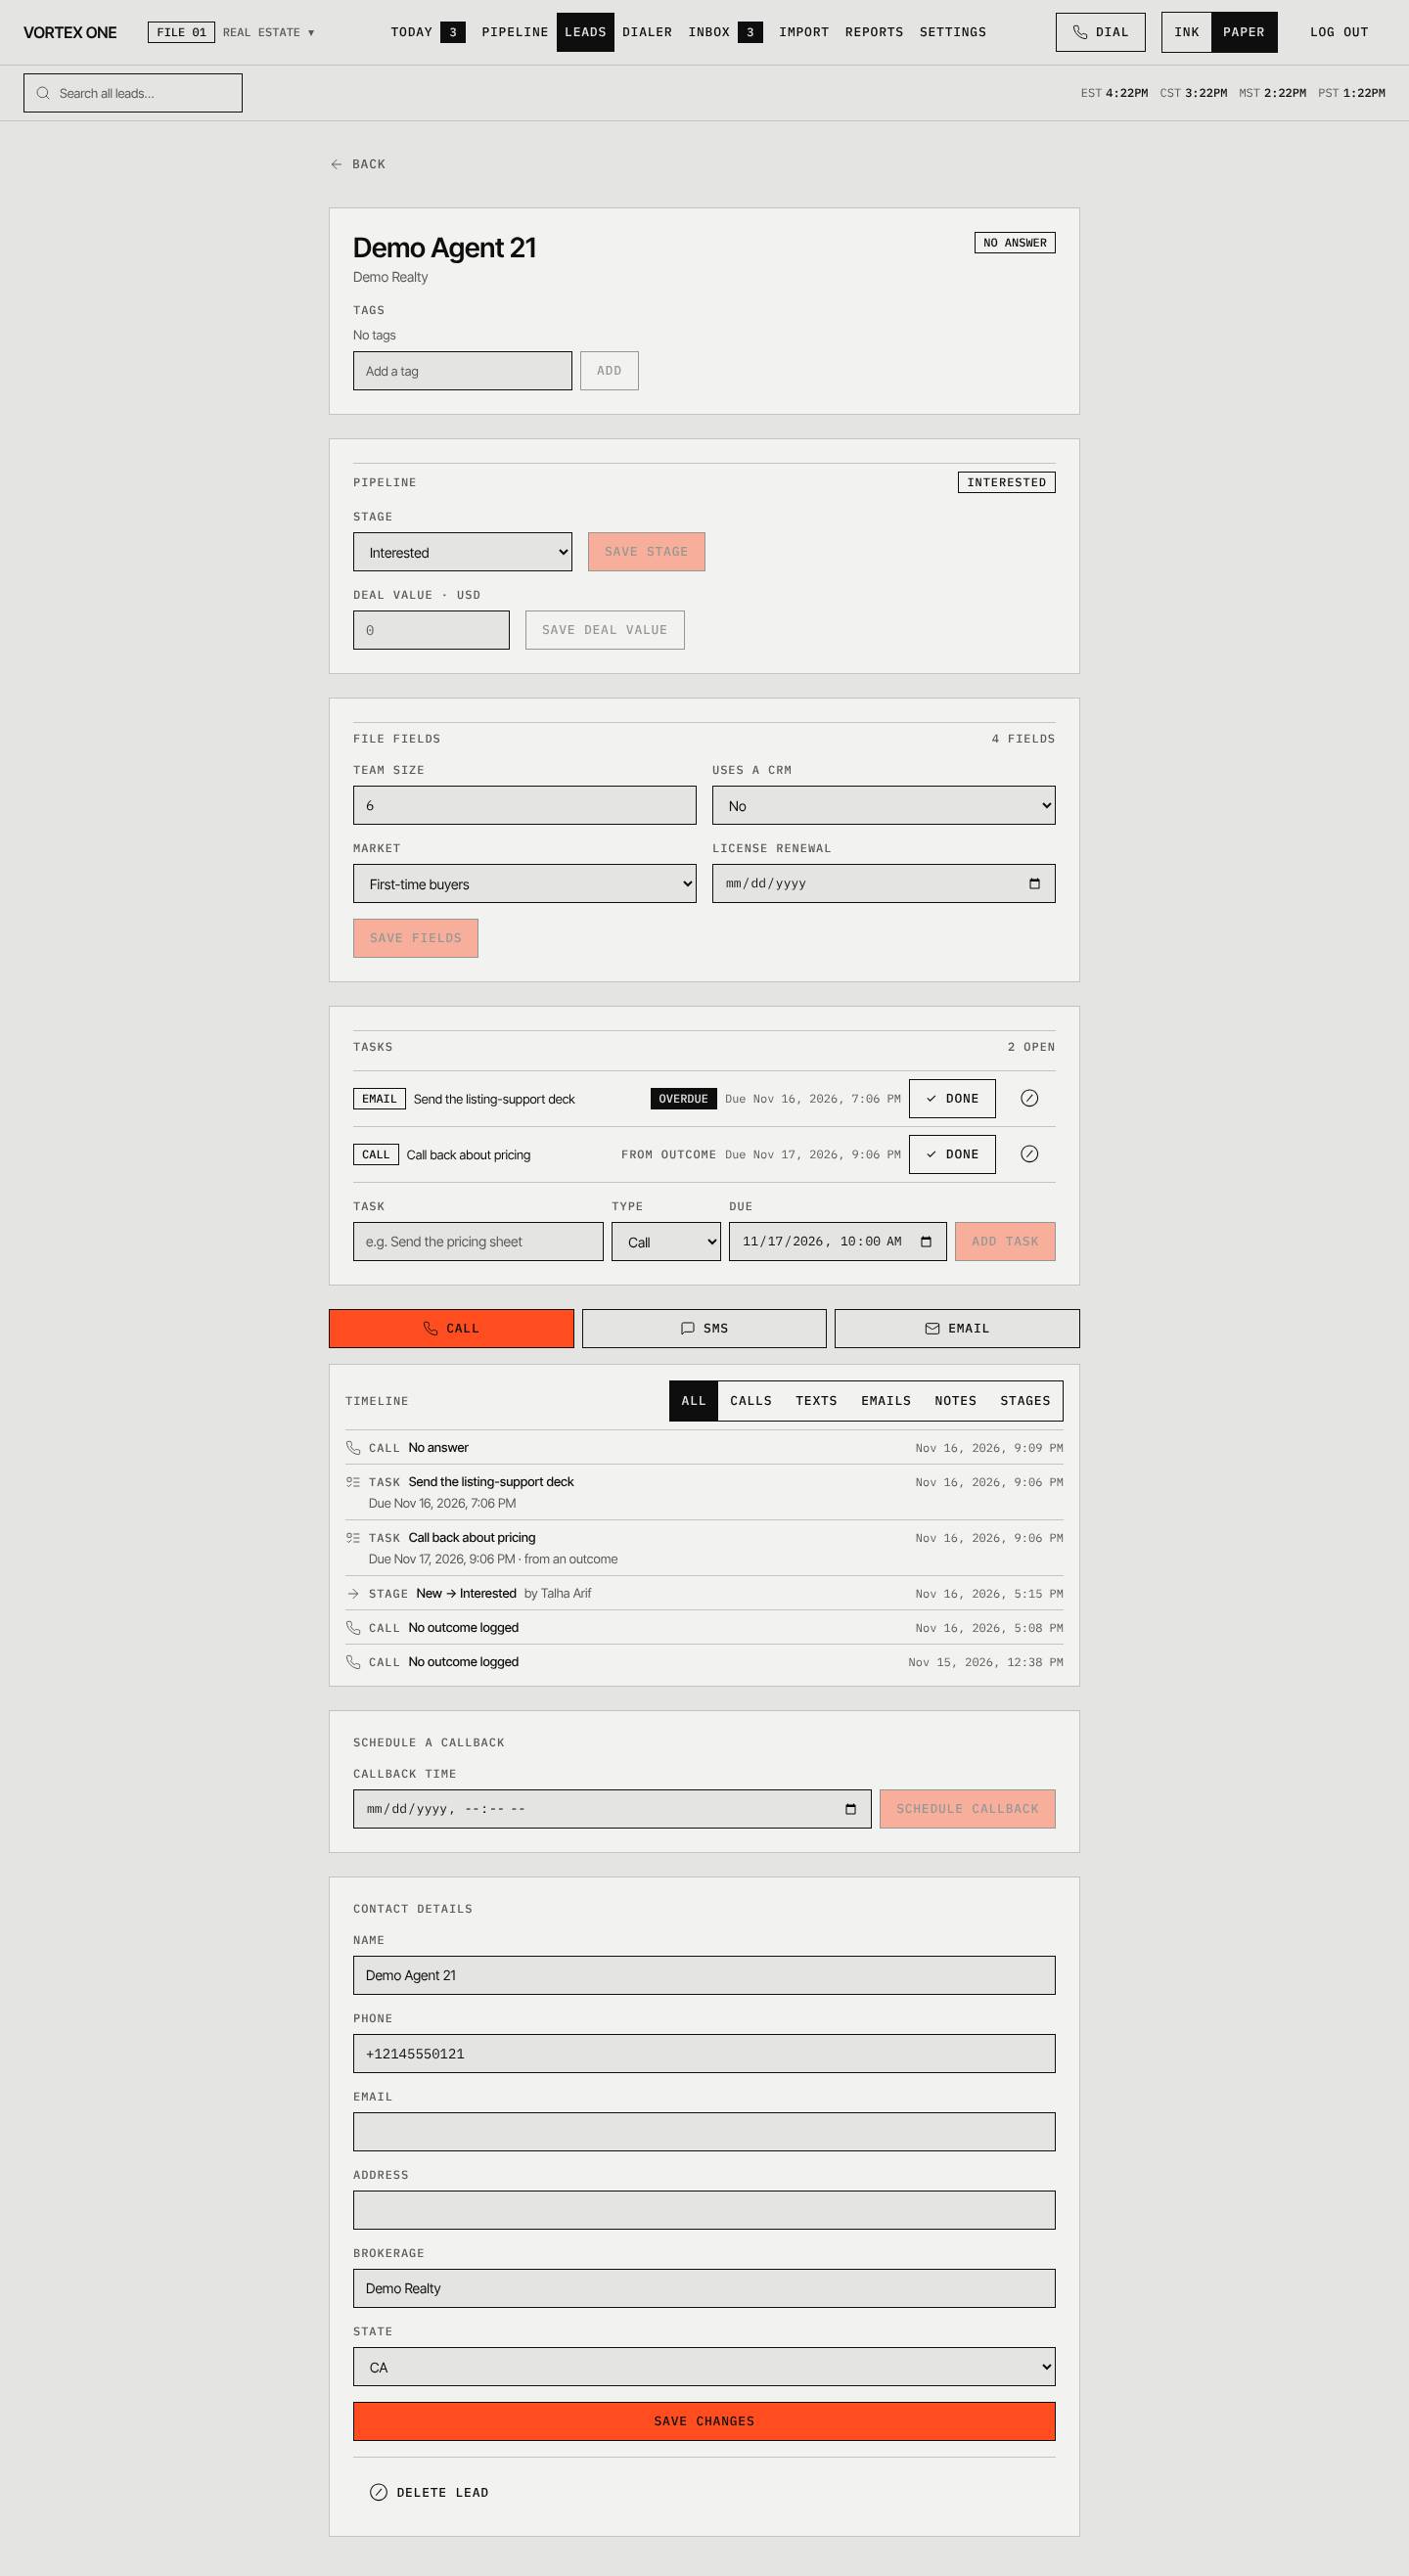 VORTEX ONE FILE 01 REAL ESTATE ▾ TODAY 3 PIPELINE LEADS DIALER INBOX 3 IMPORT REPORTS SETTINGS DIAL INK PAPER LOG OUT
Search all leads... EST 4:22PM CST 3:22PM MST 2:22PM PST 1:22PM
← BACK
Demo Agent 21 NO ANSWER
Demo Realty
TAGS
No tags
Add a tag ADD
PIPELINE INTERESTED
STAGE
Interested SAVE STAGE
DEAL VALUE · USD
0 SAVE DEAL VALUE
FILE FIELDS 4 FIELDS
TEAM SIZE USES A CRM
6 No
MARKET LICENSE RENEWAL
First-time buyers mm/dd/yyyy
SAVE FIELDS
TASKS 2 OPEN
EMAIL Send the listing-support deck OVERDUE Due Nov 16, 2026, 7:06 PM ✓ DONE
CALL Call back about pricing FROM OUTCOME Due Nov 17, 2026, 9:06 PM ✓ DONE
TASK TYPE DUE
e.g. Send the pricing sheet Call 11/17/2026, 10:00 AM ADD TASK
CALL SMS EMAIL
TIMELINE ALL CALLS TEXTS EMAILS NOTES STAGES
CALL No answer Nov 16, 2026, 9:09 PM
TASK Send the listing-support deck Nov 16, 2026, 9:06 PM
Due Nov 16, 2026, 7:06 PM
TASK Call back about pricing Nov 16, 2026, 9:06 PM
Due Nov 17, 2026, 9:06 PM · from an outcome
STAGE New → Interested by Talha Arif Nov 16, 2026, 5:15 PM
CALL No outcome logged Nov 16, 2026, 5:08 PM
CALL No outcome logged Nov 15, 2026, 12:38 PM
SCHEDULE A CALLBACK
CALLBACK TIME
mm/dd/yyyy, --:-- -- SCHEDULE CALLBACK
CONTACT DETAILS
NAME
Demo Agent 21
PHONE
+12145550121
EMAIL
ADDRESS
BROKERAGE
Demo Realty
STATE
CA
SAVE CHANGES
DELETE LEAD